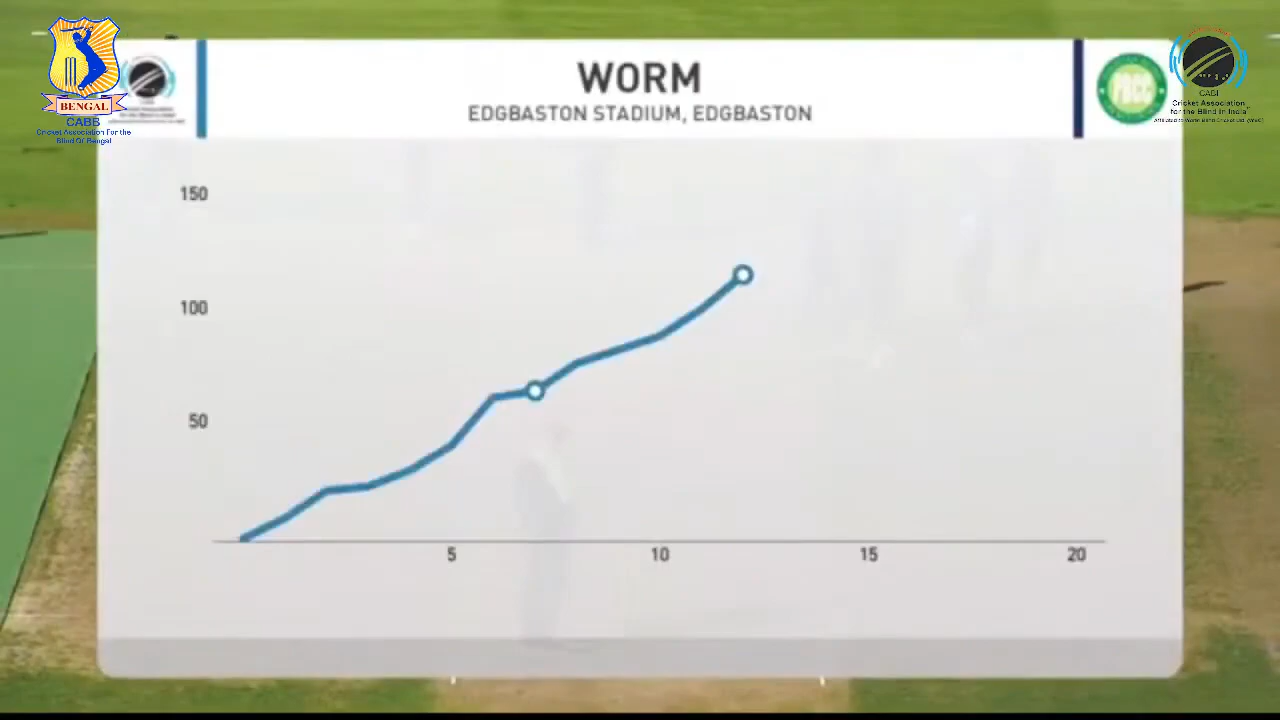 WORM
EDGBASTON STADIUM, EDGBASTON
BENGAL
CABB
Cricket Association For the
Blind Of Bengal
CABI
Cricket Association
for the Blind in India
150
100
50
5
10
15
20